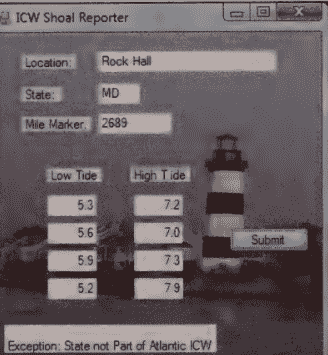 ICW Shoal Reporter
Location: Rock Hall
State: MD
Mile Marker: 2689
Low Tide High T ide
5.3 7.2
5.6 7.0
5.9 7.3
5.2 7.9
Submit
Exception: State not Part of Atlantic ICW